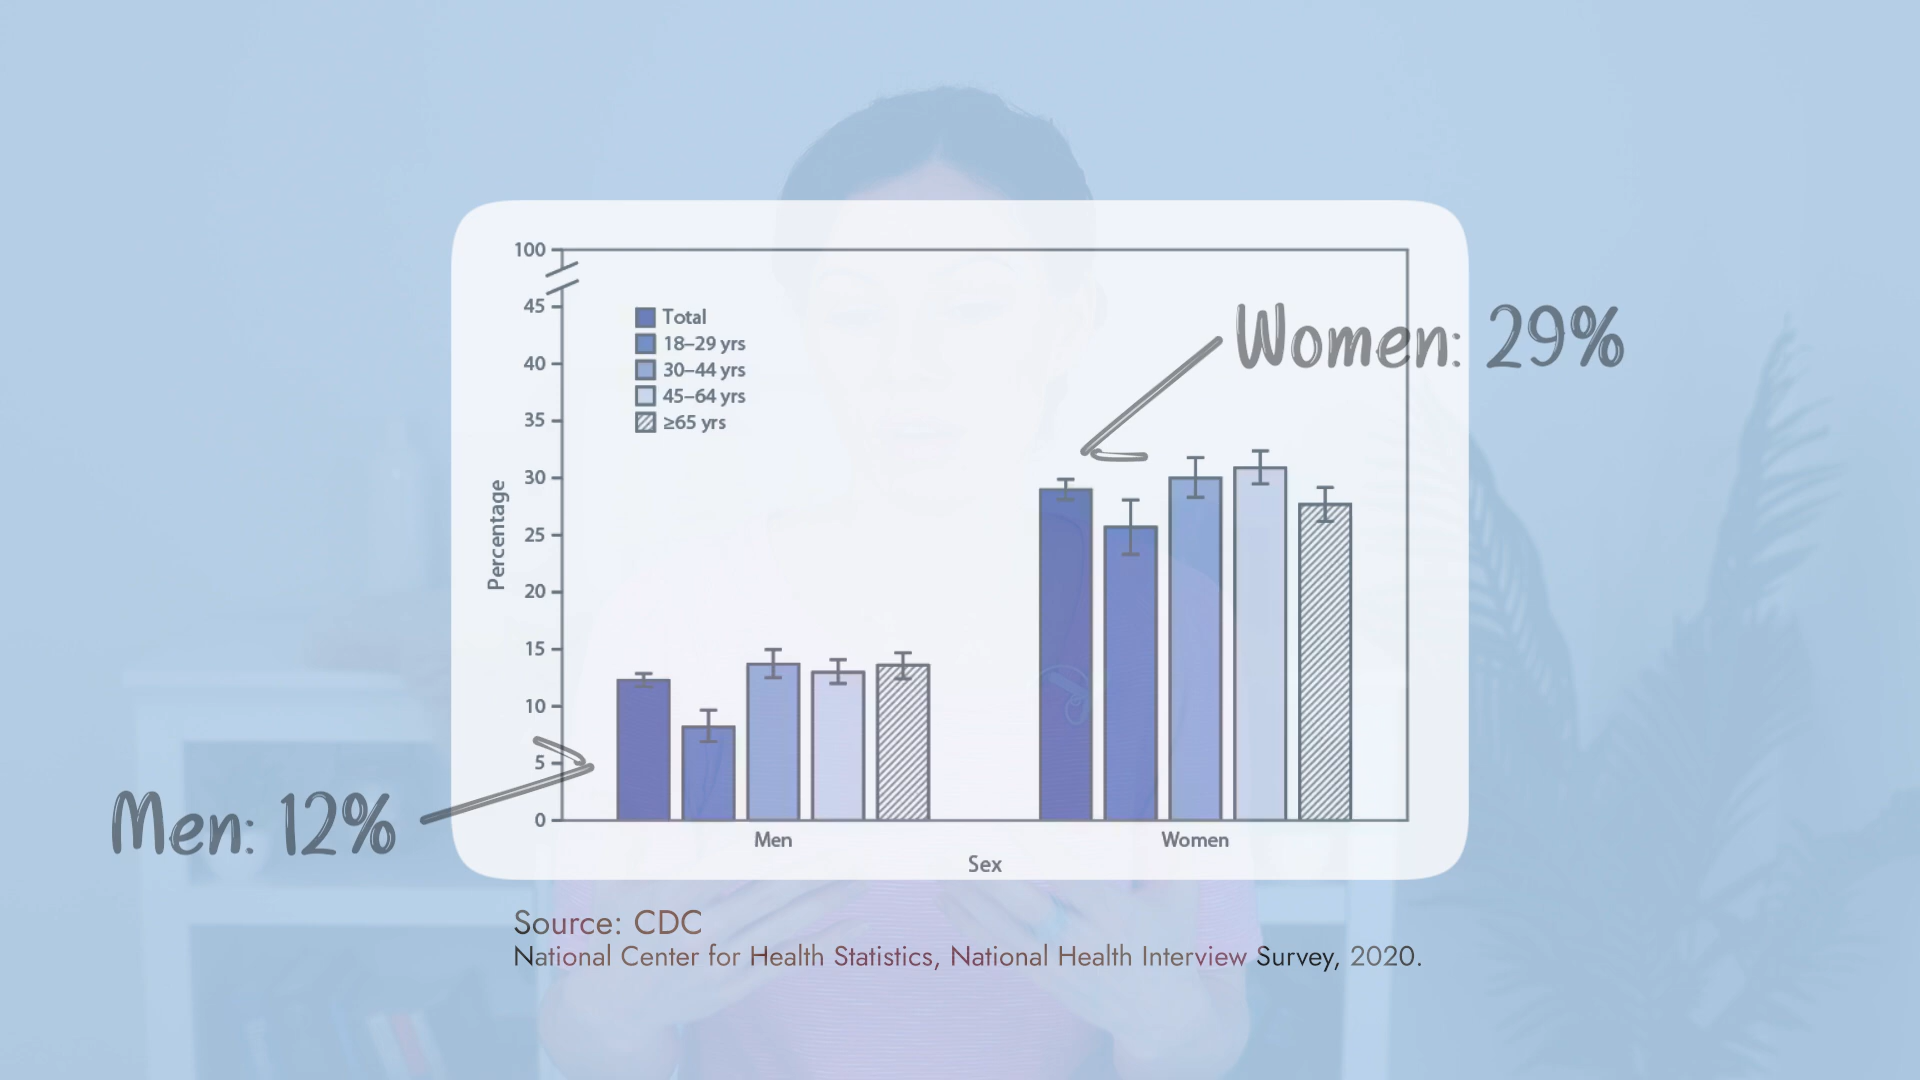 100
45
40
35
30
25
20
15
10
5
0
Percentage
Total
18–29 yrs
30–44 yrs
45–64 yrs
≥65 yrs
Women: 29%
Men: 12%
Men
Women
Sex
Source: CDC
National Center for Health Statistics, National Health Interview Survey, 2020.